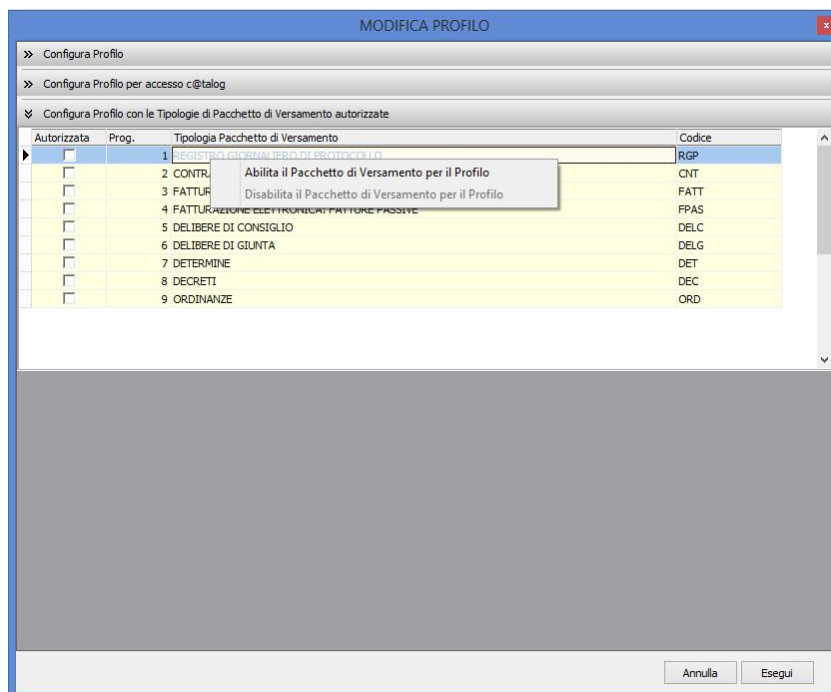 MODIFICA PROFILO
x
» Configura Profilo
» Configura Profilo per accesso c@talog
Configura Profilo con le Tipologie di Pacchetto di Versamento autorizzate
Autorizzata Prog. Tipologia Pacchetto di Versamento Codice
1 REGISTRO GIORNALIERO DI PROTOCOLLO RGP
2 CONTR CNT
Abilita il Pacchetto di Versamento per il Profilo
3 FATTUR FATT
Disabilita il Pacchetto di Versamento per il Profilo
4 FATTURAZIONE ELETTRONICA: FATTURE PASSIVE FPAS
5 DELIBERE DI CONSIGLIO DELC
6 DELIBERE DI GIUNTA DELG
7 DETERMINE DET
8 DECRETI DEC
9 ORDINANZE ORD
Annulla Esegui